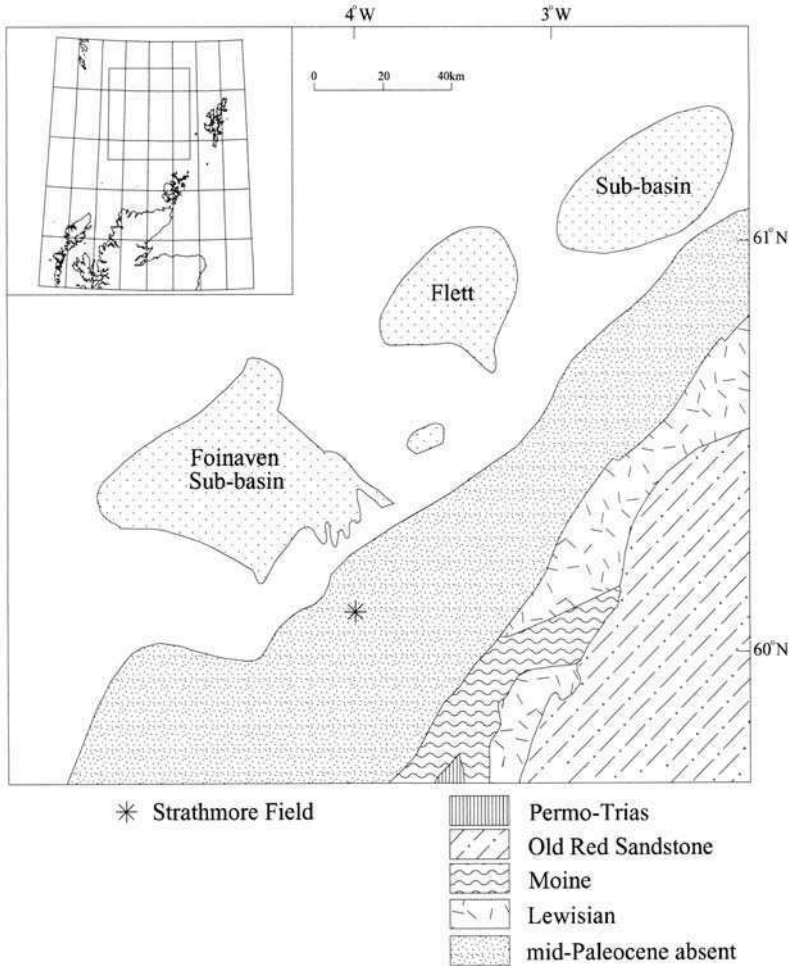 4°W 3°W
0 20 40km
Sub-basin
61°N
Flett
Foinaven
Sub-basin
60°N
Strathmore Field
Permo-Trias
Old Red Sandstone
Moine
Lewisian
mid-Paleocene absent